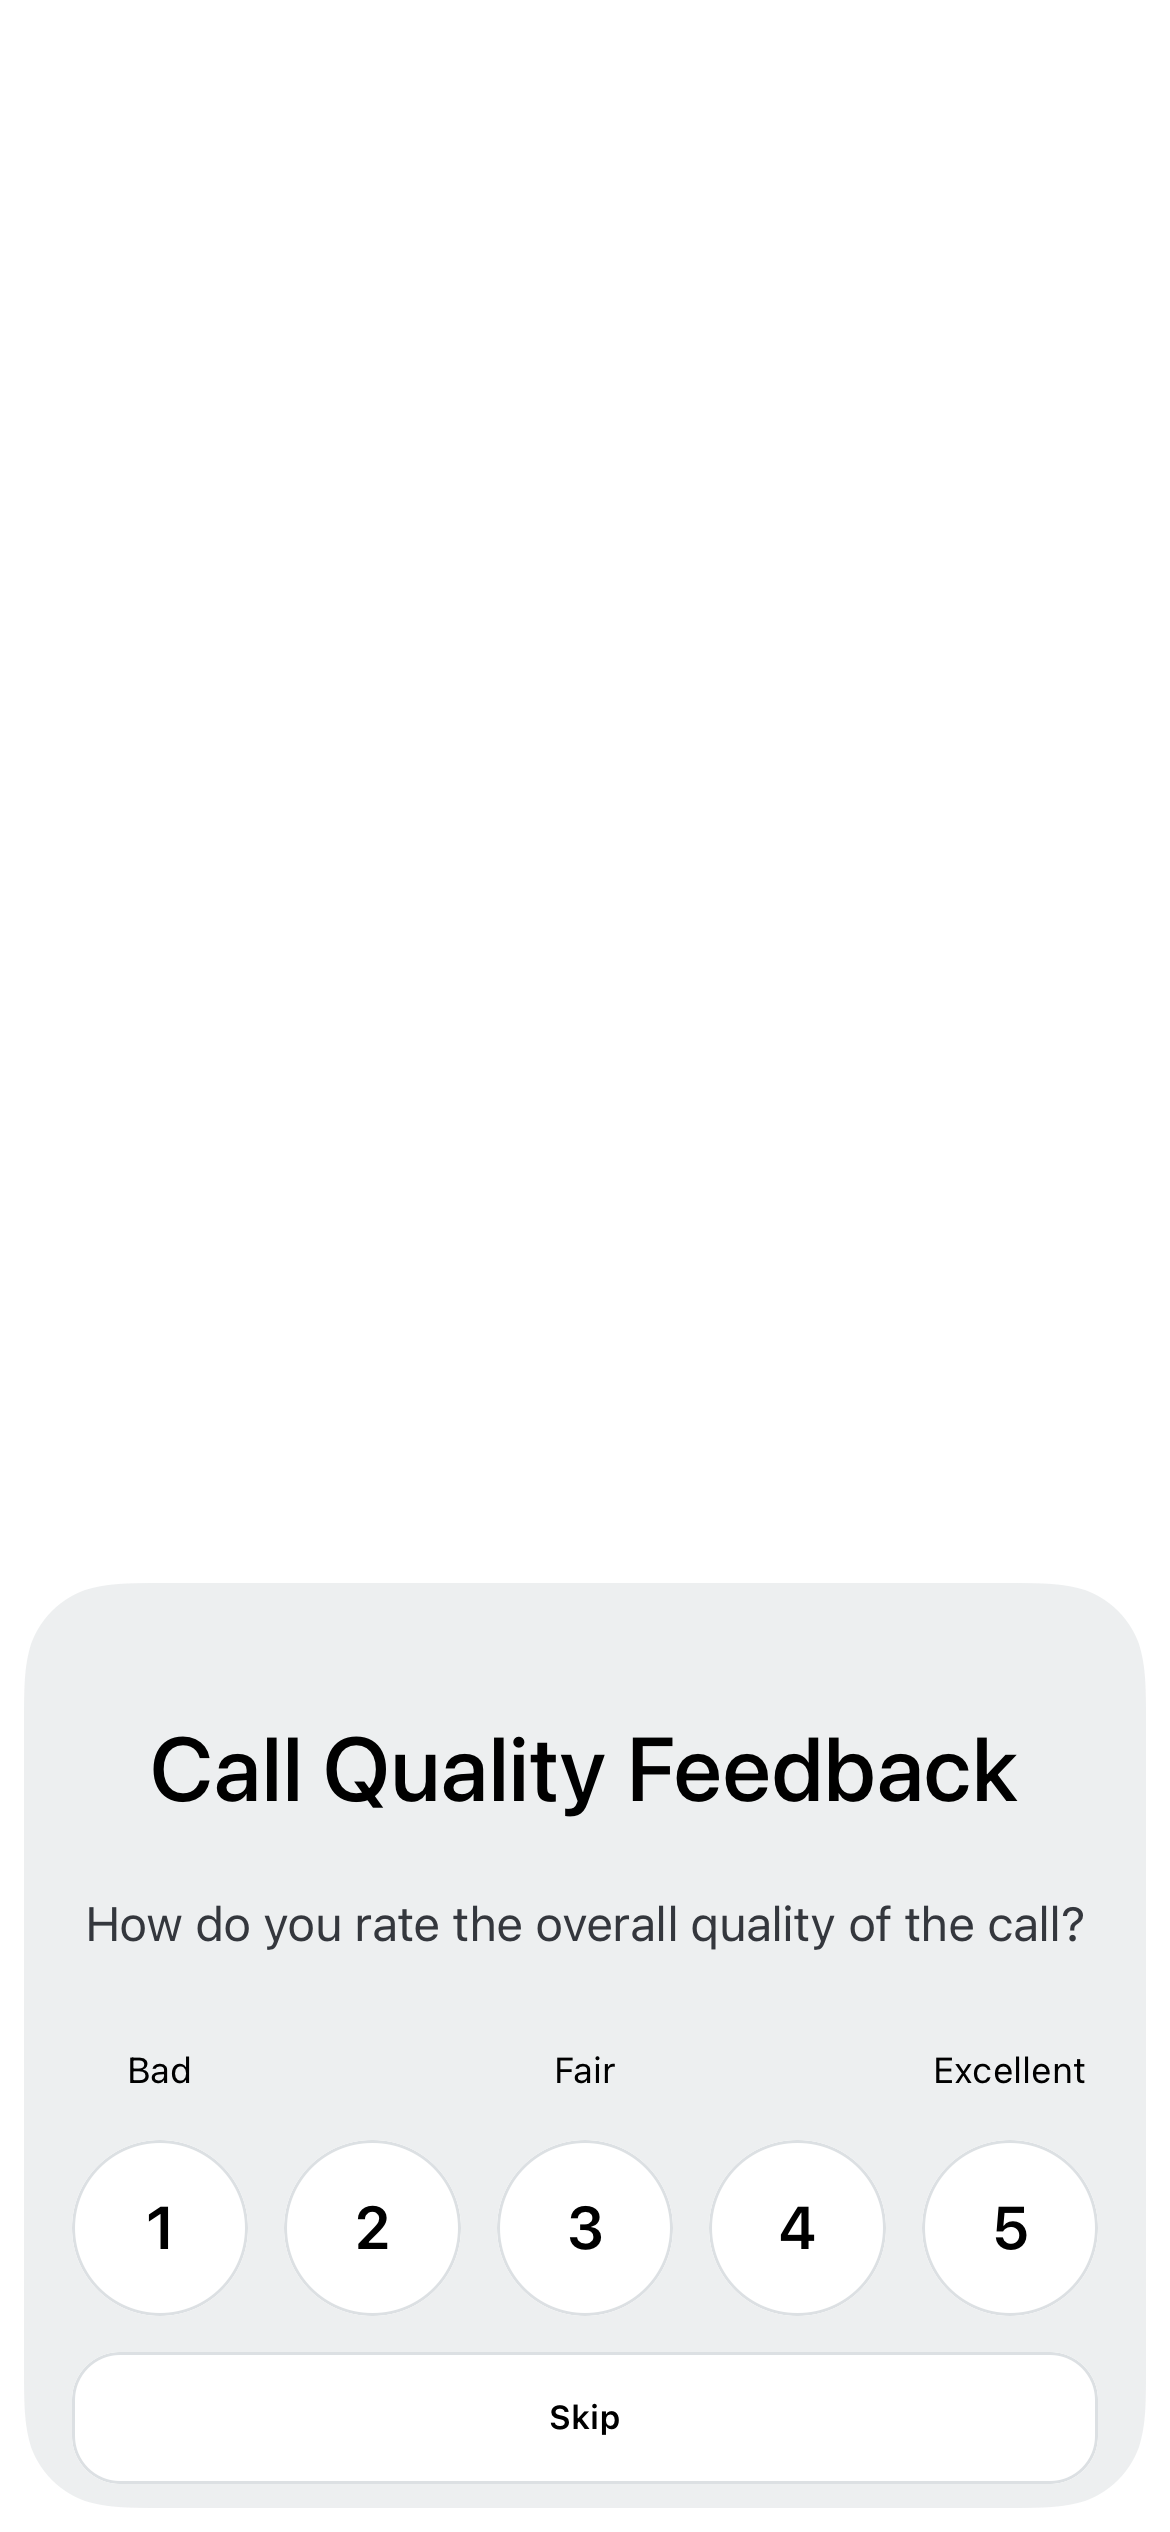 Call Quality Feedback
How do you rate the overall quality of the call?
Bad Fair Excellent
1 2 3 4 5
Skip